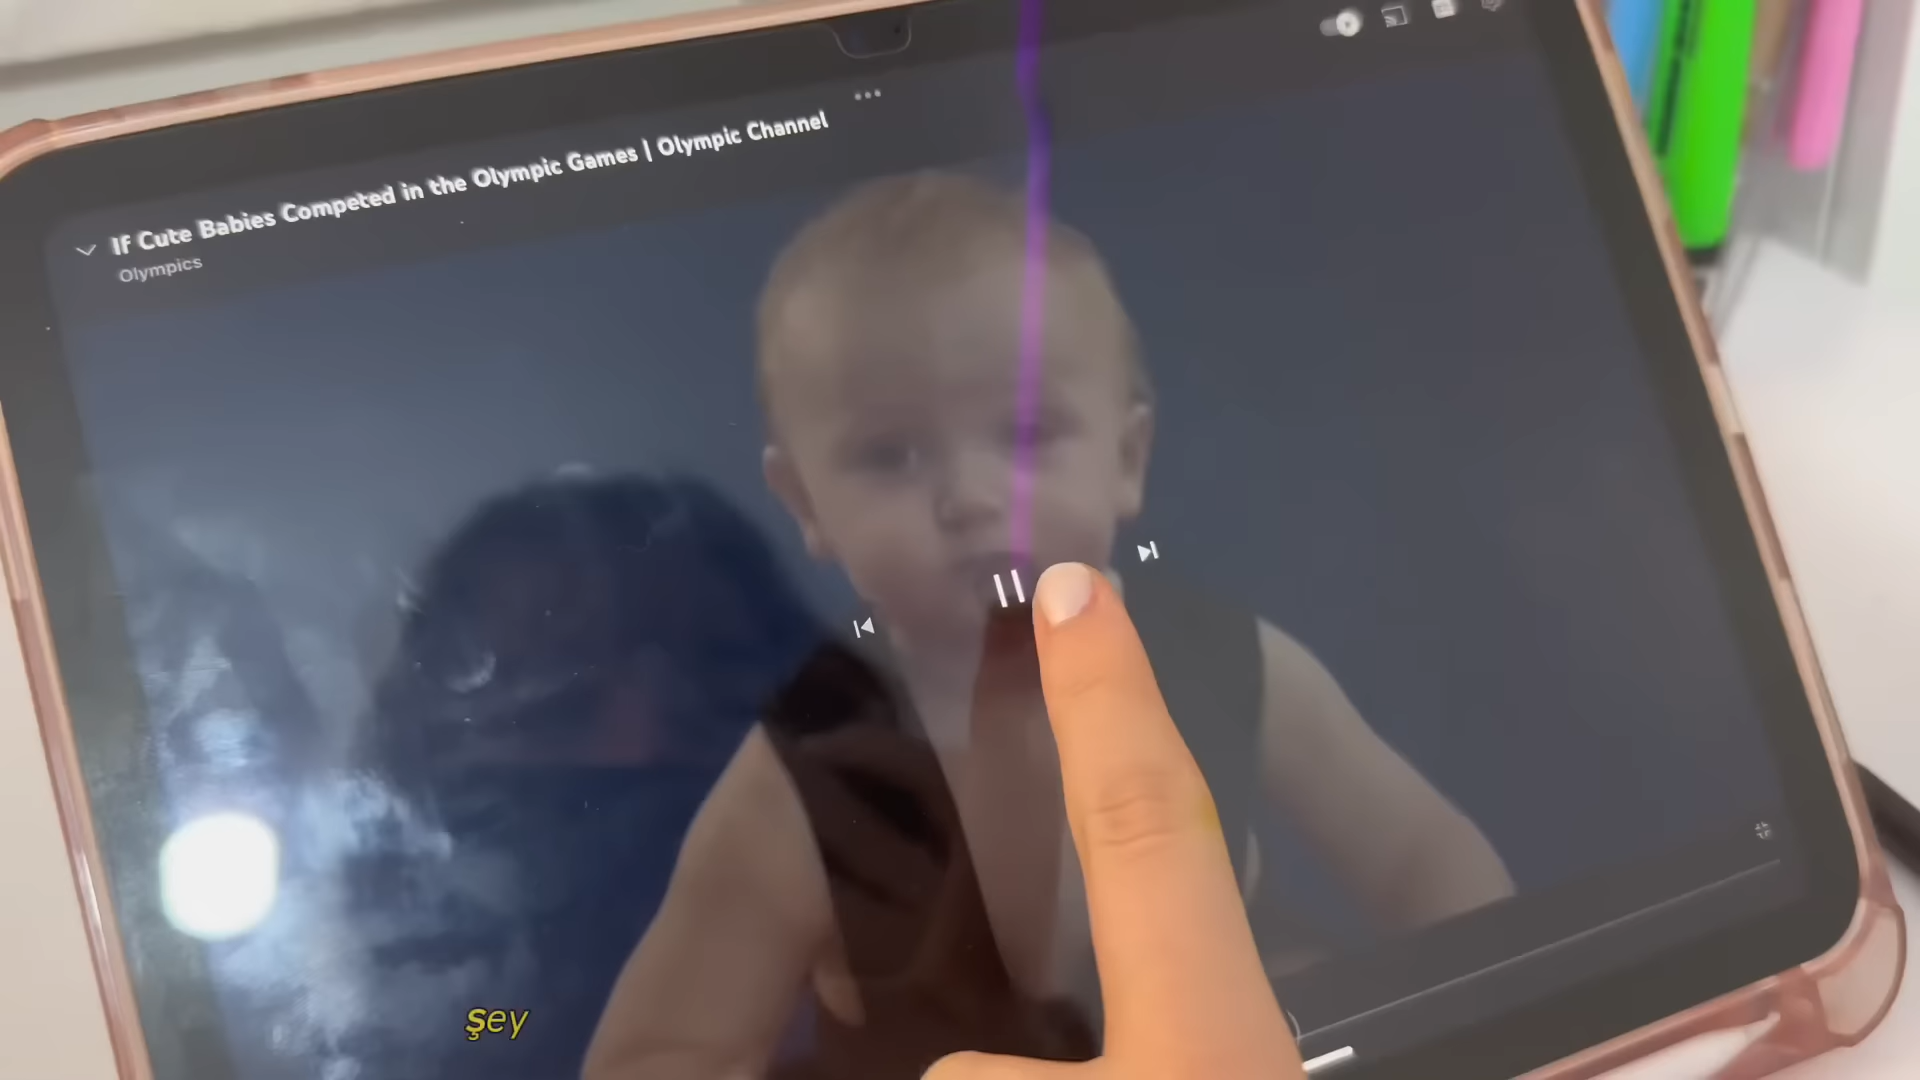 If Cute Babies Competed in the Olympic Games | Olympic Channel
Olympics
şey